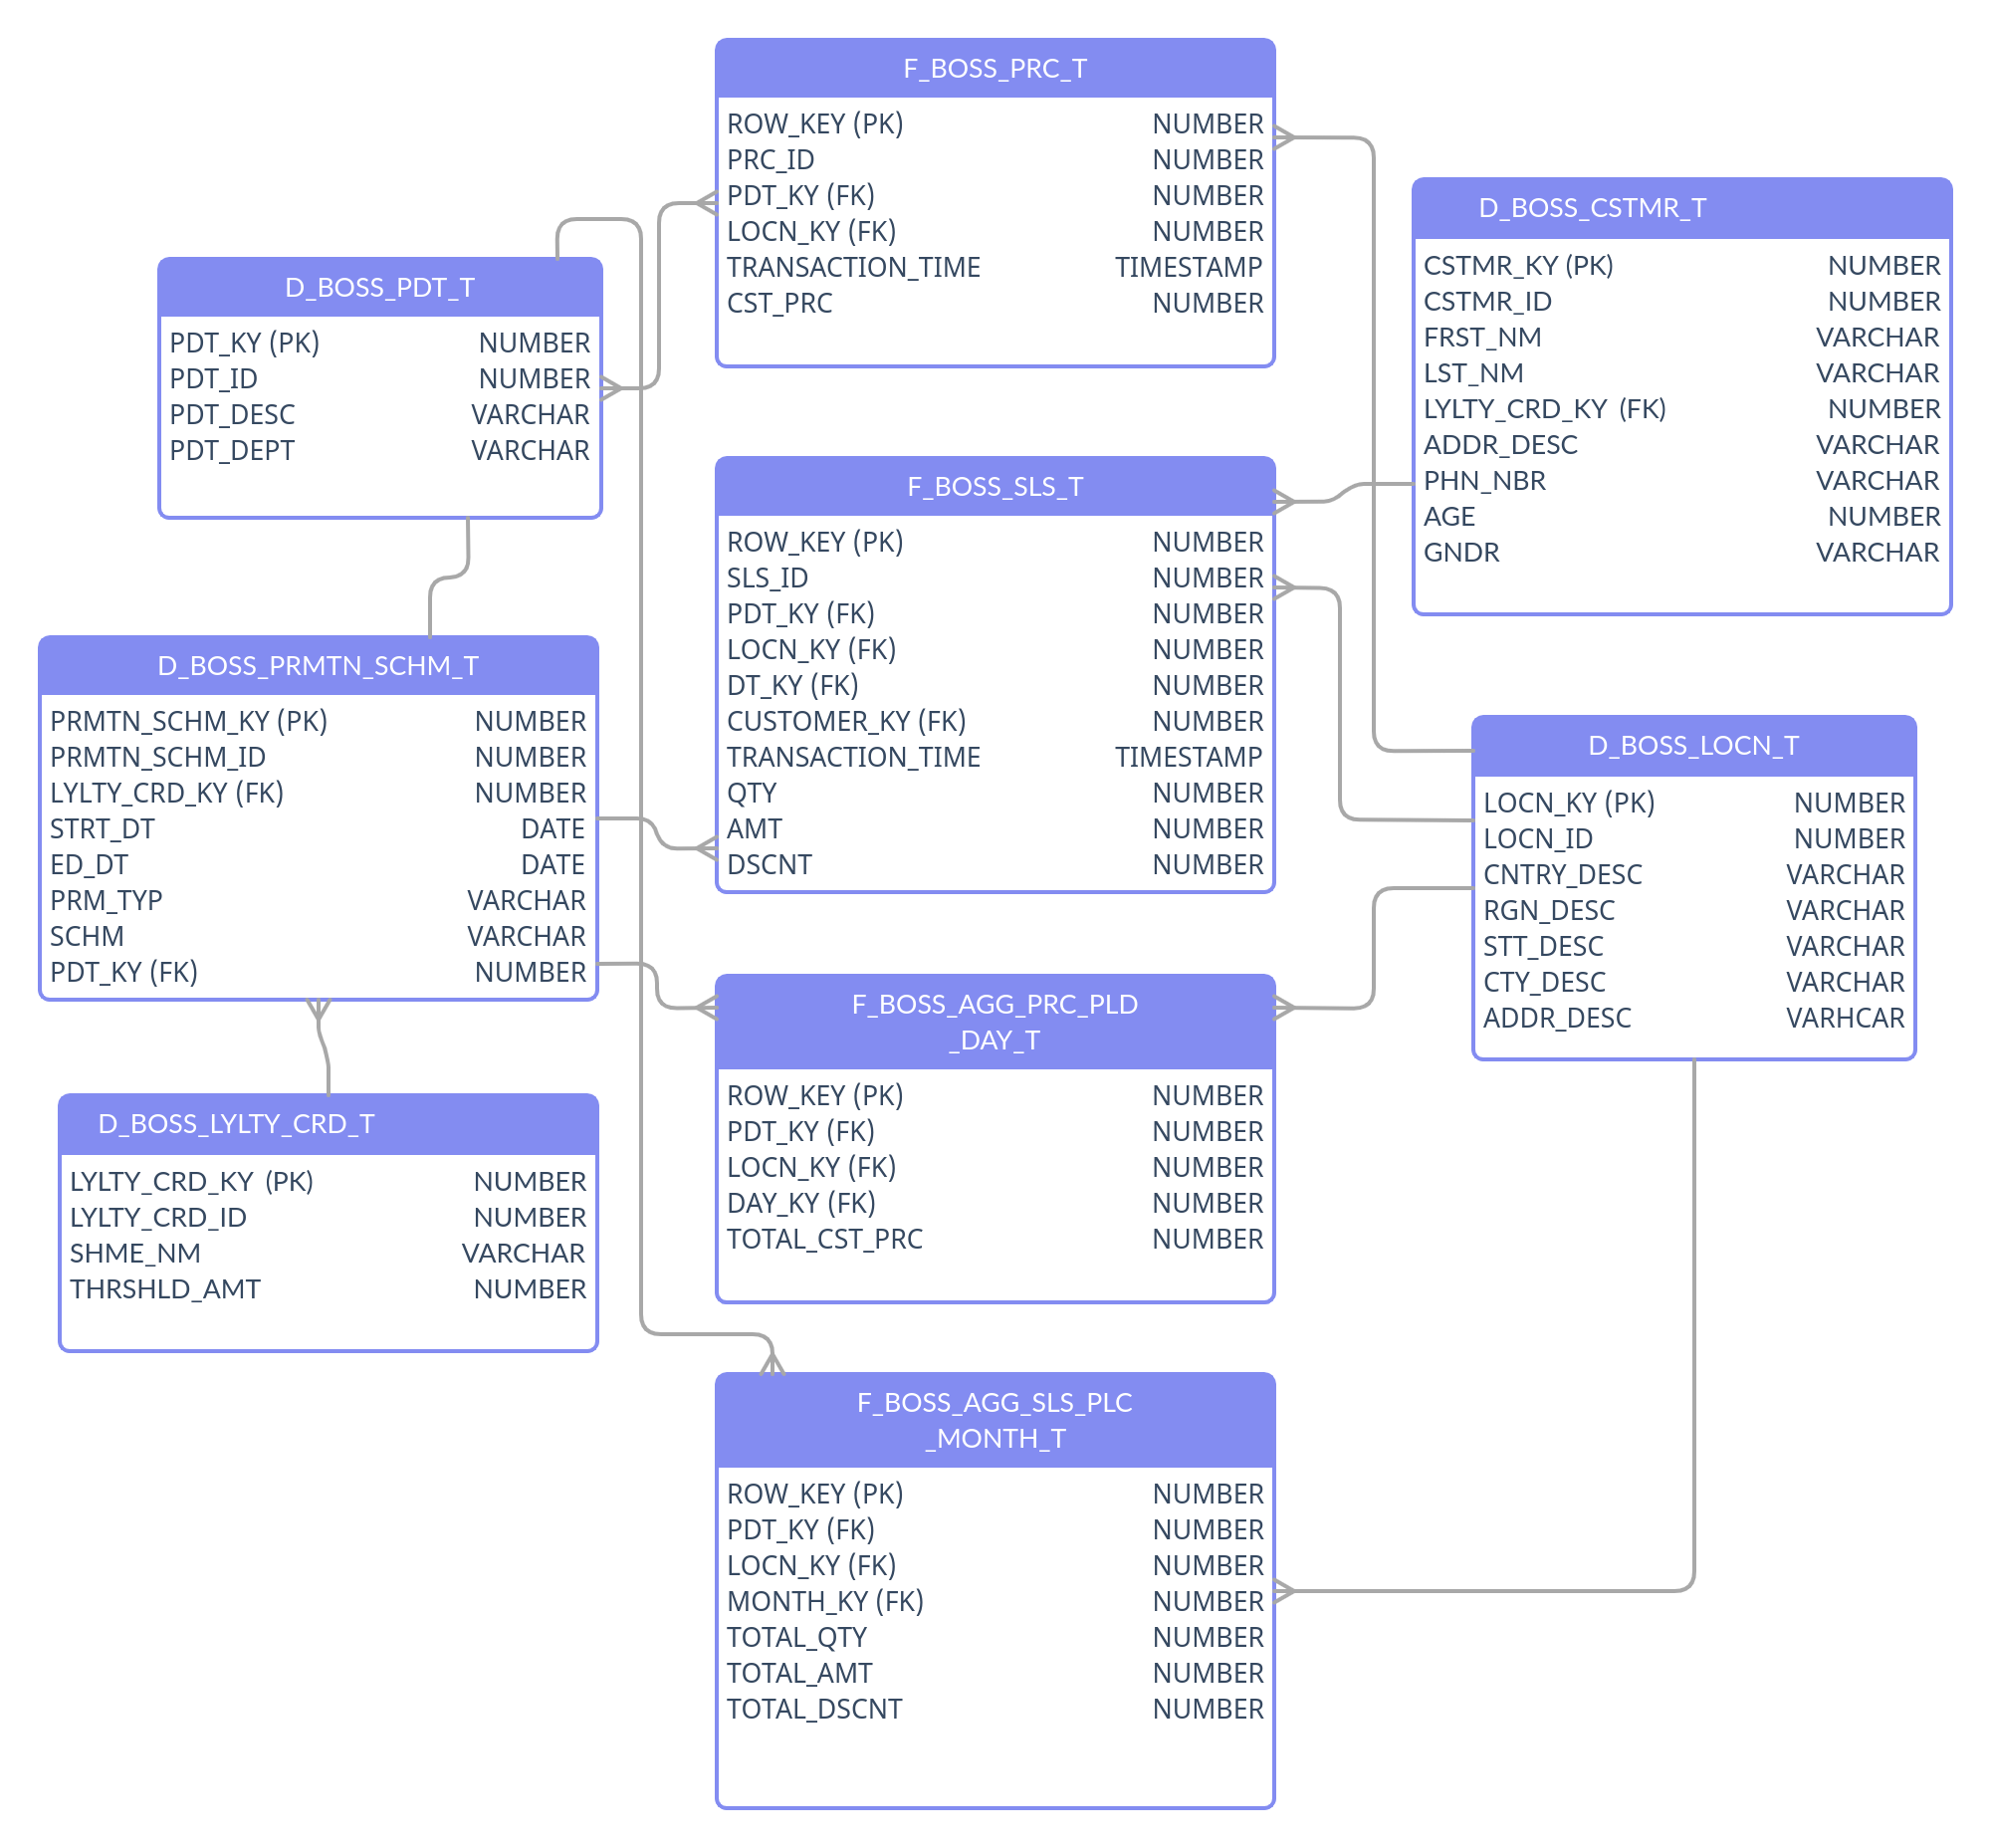 F_BOSS_PRC_T
ROW_KEY (PK) NUMBER
PRC_ID NUMBER
PDT_KY (FK) NUMBER
LOCN_KY (FK) NUMBER
TRANSACTION_TIME TIMESTAMP
CST_PRC NUMBER
D_BOSS_CSTMR_T
CSTMR_KY (PK) NUMBER
CSTMR_ID NUMBER
FRST_NM VARCHAR
LST_NM VARCHAR
LYLTY_CRD_KY (FK) NUMBER
ADDR_DESC VARCHAR
PHN_NBR VARCHAR
AGE NUMBER
GNDR VARCHAR
D_BOSS_PDT_T
PDT_KY (PK) NUMBER
PDT_ID NUMBER
PDT_DESC VARCHAR
PDT_DEPT VARCHAR
F_BOSS_SLS_T
ROW_KEY (PK) NUMBER
SLS_ID NUMBER
PDT_KY (FK) NUMBER
LOCN_KY (FK) NUMBER
DT_KY (FK) NUMBER
CUSTOMER_KY (FK) NUMBER
TRANSACTION_TIME TIMESTAMP
QTY NUMBER
AMT NUMBER
DSCNT NUMBER
D_BOSS_PRMTN_SCHM_T
PRMTN_SCHM_KY (PK) NUMBER
PRMTN_SCHM_ID NUMBER
LYLTY_CRD_KY (FK) NUMBER
STRT_DT DATE
ED_DT DATE
PRM_TYP VARCHAR
SCHM VARCHAR
PDT_KY (FK) NUMBER
D_BOSS_LOCN_T
LOCN_KY (PK) NUMBER
LOCN_ID NUMBER
CNTRY_DESC VARCHAR
RGN_DESC VARCHAR
STT_DESC VARCHAR
CTY_DESC VARCHAR
ADDR_DESC VARHCAR
F_BOSS_AGG_PRC_PLD
_DAY_T
ROW_KEY (PK) NUMBER
PDT_KY (FK) NUMBER
LOCN_KY (FK) NUMBER
DAY_KY (FK) NUMBER
TOTAL_CST_PRC NUMBER
D_BOSS_LYLTY_CRD_T
LYLTY_CRD_KY (PK) NUMBER
LYLTY_CRD_ID NUMBER
SHME_NM VARCHAR
THRSHLD_AMT NUMBER
F_BOSS_AGG_SLS_PLC
_MONTH_T
ROW_KEY (PK) NUMBER
PDT_KY (FK) NUMBER
LOCN_KY (FK) NUMBER
MONTH_KY (FK) NUMBER
TOTAL_QTY NUMBER
TOTAL_AMT NUMBER
TOTAL_DSCNT NUMBER